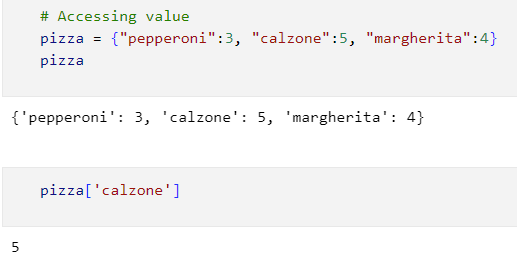 # Accessing value
pizza = {"pepperoni":3, "calzone":5, "margherita":4}
pizza
{'pepperoni': 3, 'calzone': 5, 'margherita': 4}
pizza['calzone']
5